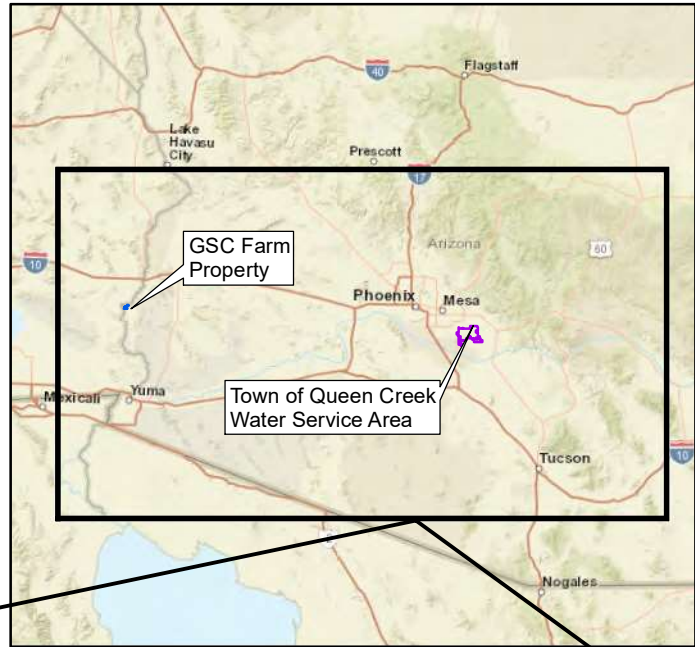 Flagstaff
40
Lake
Havasu
City
Prescott
17
GSC Farm
Property
Arizona
60
10
Phoenix
Mesa
Town of Queen Creek
Water Service Area
Mexicali
Yuma
10
Tucson
Nogales